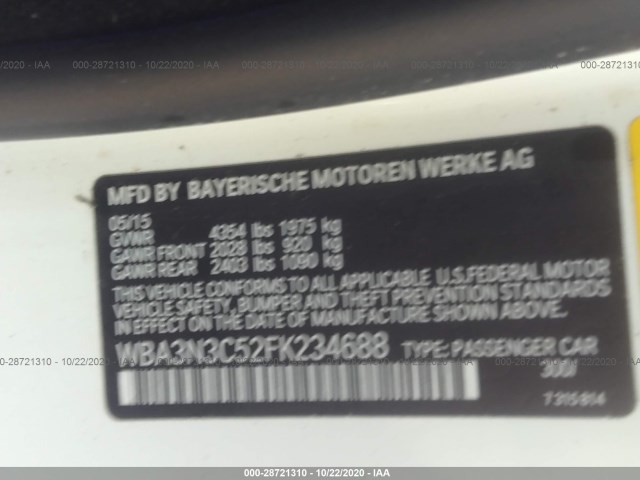 000-28721310 - 10/22/2020 - IAA
MFD BY BAYERISCHE MOTOREN WERKE AG
05/15
GVWR 4354 lbs 1975 kg
GAWR FRONT 2028 lbs 920 kg
GAWR REAR 2403 lbs 1090 kg
THIS VEHICLE CONFORMS TO ALL APPLICABLE U.S.FEDERAL MOTOR
VEHICLE SAFETY, BUMPER AND THEFT PREVENTION STANDARDS
IN EFFECT ON THE DATE OF MANUFACTURE SHOWN ABOVE.
WBA3N3C52FK234688 TYPE: PASSENGER CAR
7315814
000-28721310 - 10/22/2020 - IAA